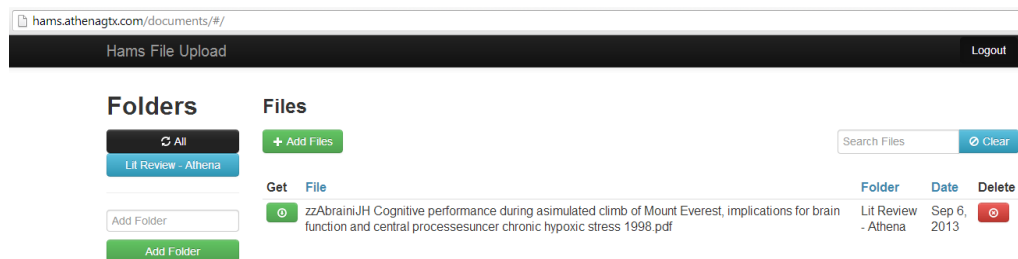 hams.athenagtx.com/documents/#/
Hams File Upload
Logout
Folders
Files
All
Add Files
Search Files
Clear
Lit Review - Athena
Get File Folder Date Delete
Add Folder
zzAbrainiJH Cognitive performance during asimulated climb of Mount Everest, implications for brain
function and central processesuncer chronic hypoxic stress 1998.pdf
Lit Review
- Athena
Sep 6,
2013
Add Folder